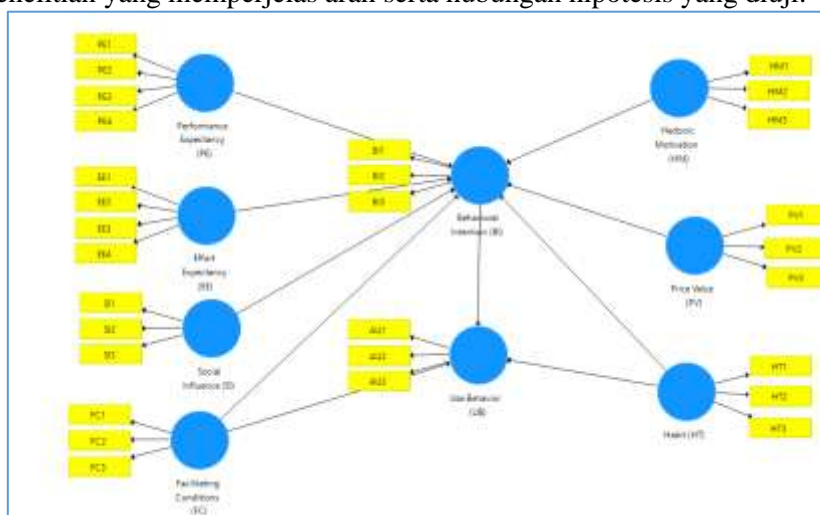 penelitian yang memperjelas arah serta hubungan hipotesis yang diuji.
PE1
PE2
PE3
PE4
Performance
Expectancy
(PE)
EE1
EE2
EE3
EE4
Effort
Expectancy
(EE)
SI1
SI2
SI3
Social
Influence (SI)
FC1
FC2
FC3
Facilitating
Conditions
(FC)
BI1
BI2
BI3
Behavioral
Intention (BI)
AU1
AU2
AU3
Use Behavior
(UB)
HM1
HM2
HM3
Hedonic
Motivation
(HM)
PV1
PV2
PV3
Price Value
(PV)
HT1
HT2
HT3
(HT)